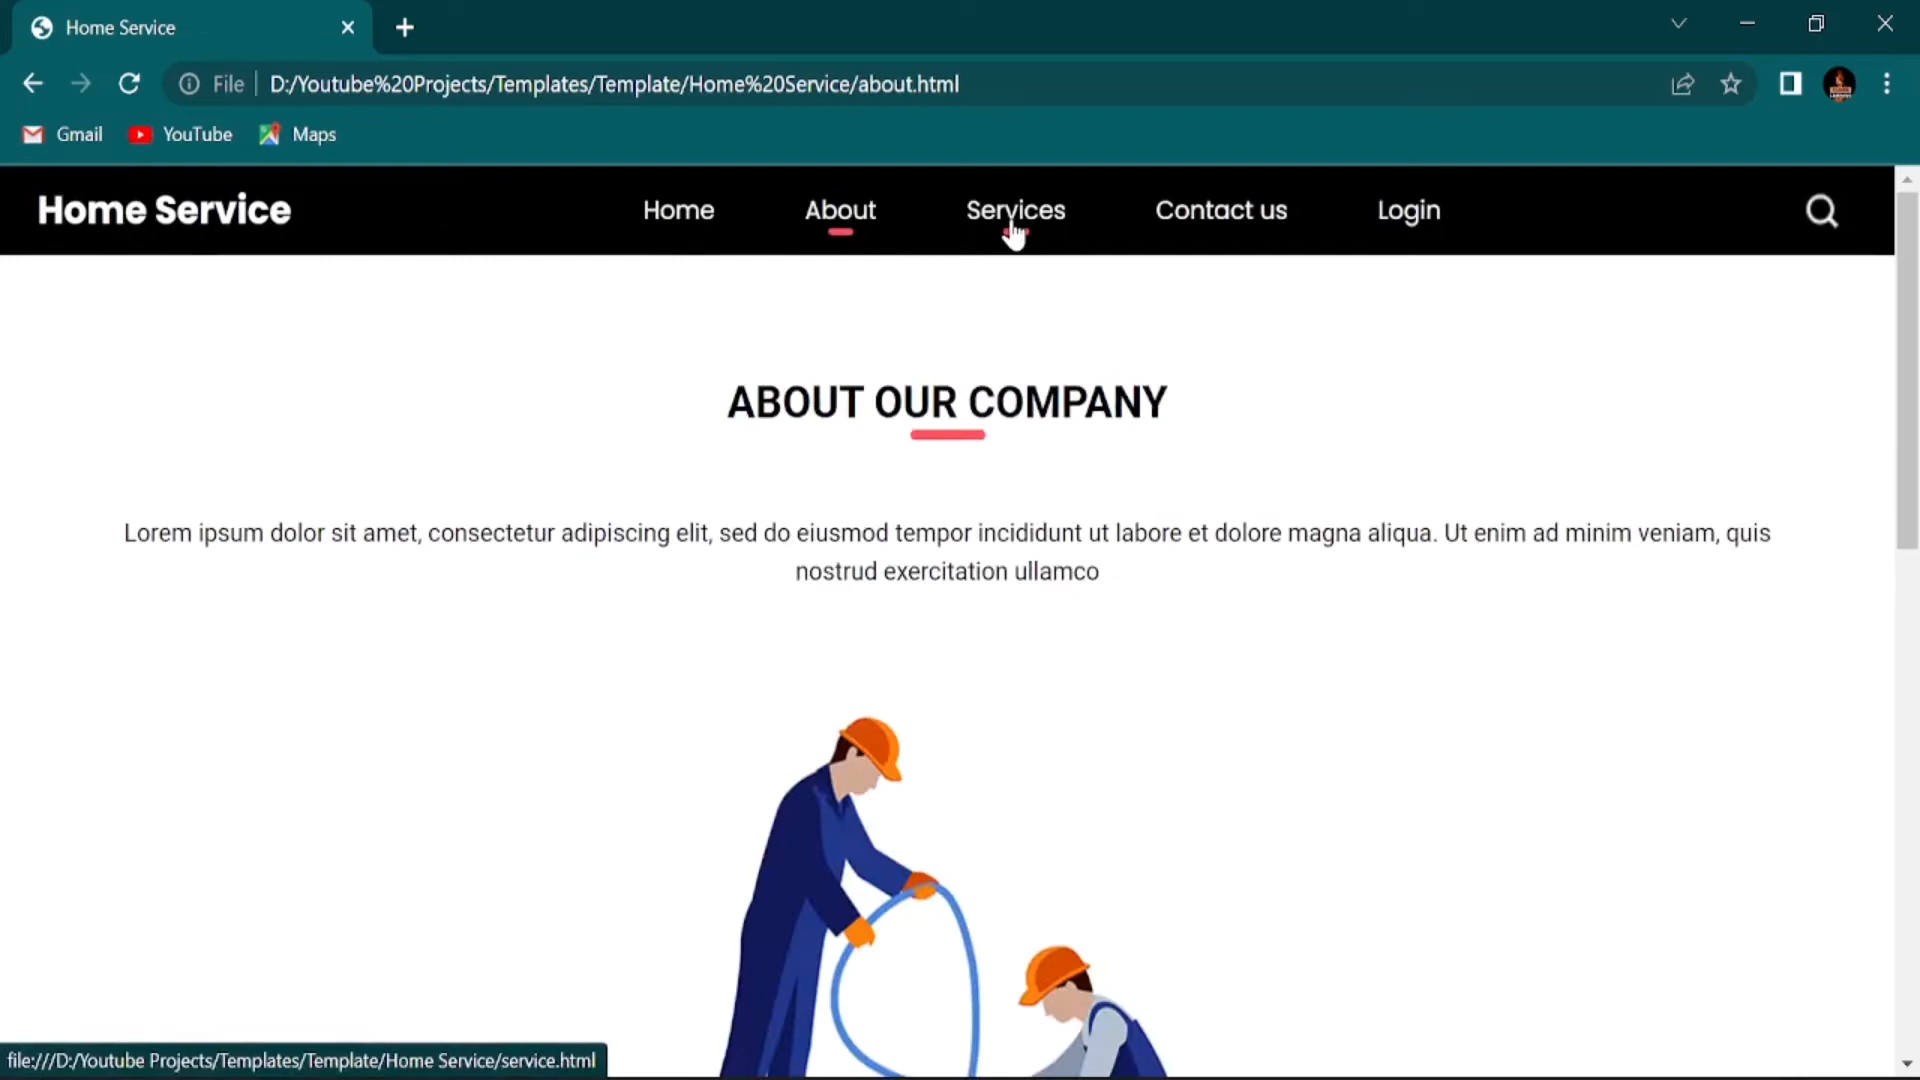 Home Service
File D:/Youtube%20Projects/Templates/Template/Home%20Service/about.html
Gmail YouTube Maps
Home Service Home About Services Contact us Login
ABOUT OUR COMPANY
Lorem ipsum dolor sit amet, consectetur adipiscing elit, sed do eiusmod tempor incididunt ut labore et dolore magna aliqua. Ut enim ad minim veniam, quis
nostrud exercitation ullamco
file:///D:/Youtube Projects/Templates/Template/Home Service/service.html